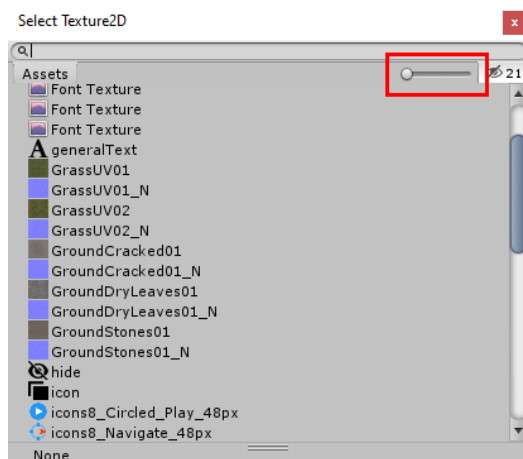 Select Texture2D
Assets
21
Font Texture
Font Texture
Font Texture
generalText
GrassUV01
GrassUV01_N
GrassUV02
GrassUV02_N
GroundCracked01
GroundCracked01_N
GroundDryLeaves01
GroundDryLeaves01_N
GroundStones01
GroundStones01_N
hide
icon
icons8_Circled_Play_48px
icons8_Navigate_48px
None